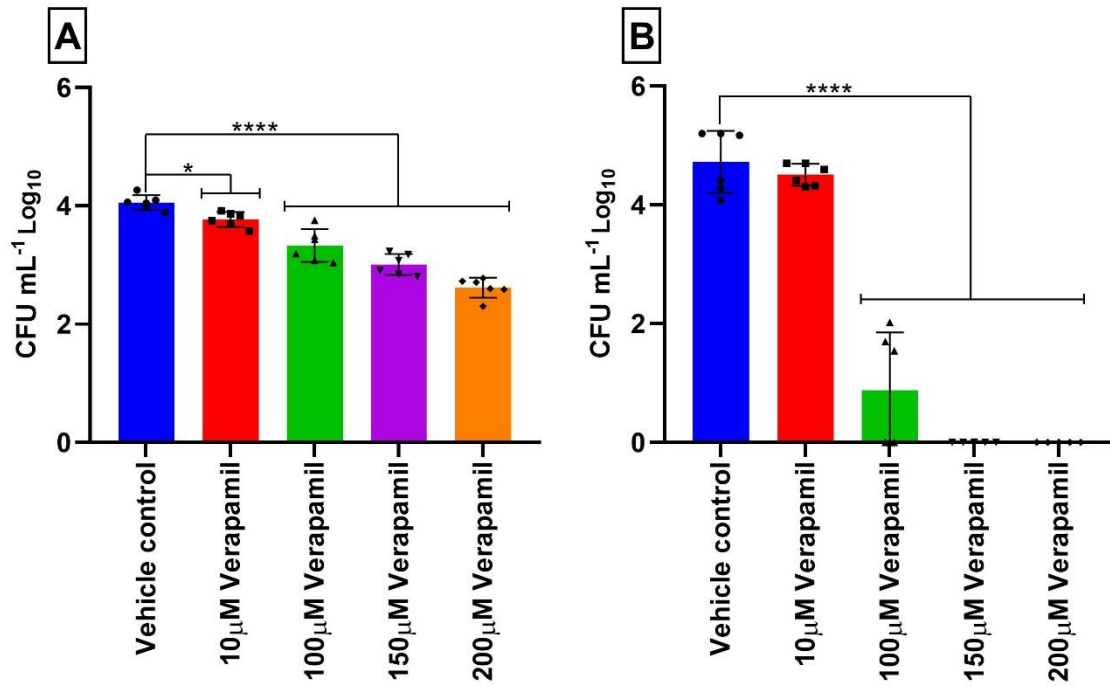 A
6
4
2
0
CFU mL⁻¹ Log₁₀
****
*
Vehicle control
10μM Verapamil
100μM Verapamil
150μM Verapamil
200μM Verapamil
B
6
4
2
0
CFU mL⁻¹ Log₁₀
****
Vehicle control
10μM Verapamil
100μM Verapamil
150μM Verapamil
200μM Verapamil